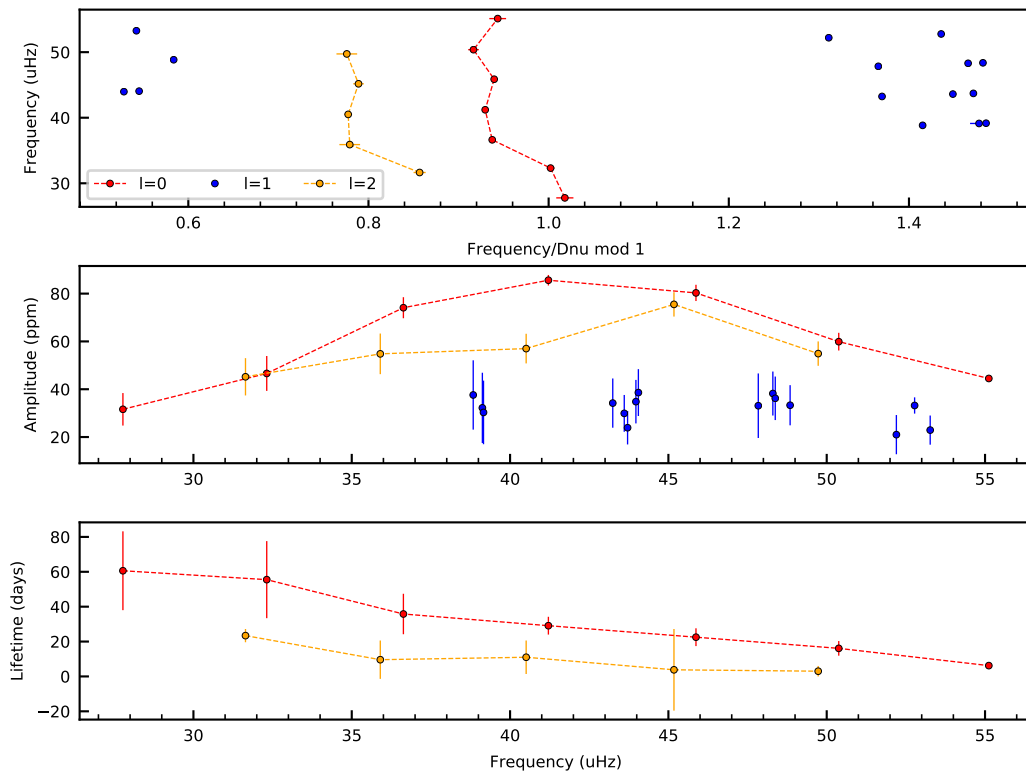 50
40
30
Frequency (uHz)
l=0 l=1 l=2
0.6 0.8 1.0 1.2 1.4
Frequency/Dnu mod 1
80
60
40
20
Amplitude (ppm)
30 35 40 45 50 55
80
60
40
20
0
−20
Lifetime (days)
30 35 40 45 50 55
Frequency (uHz)